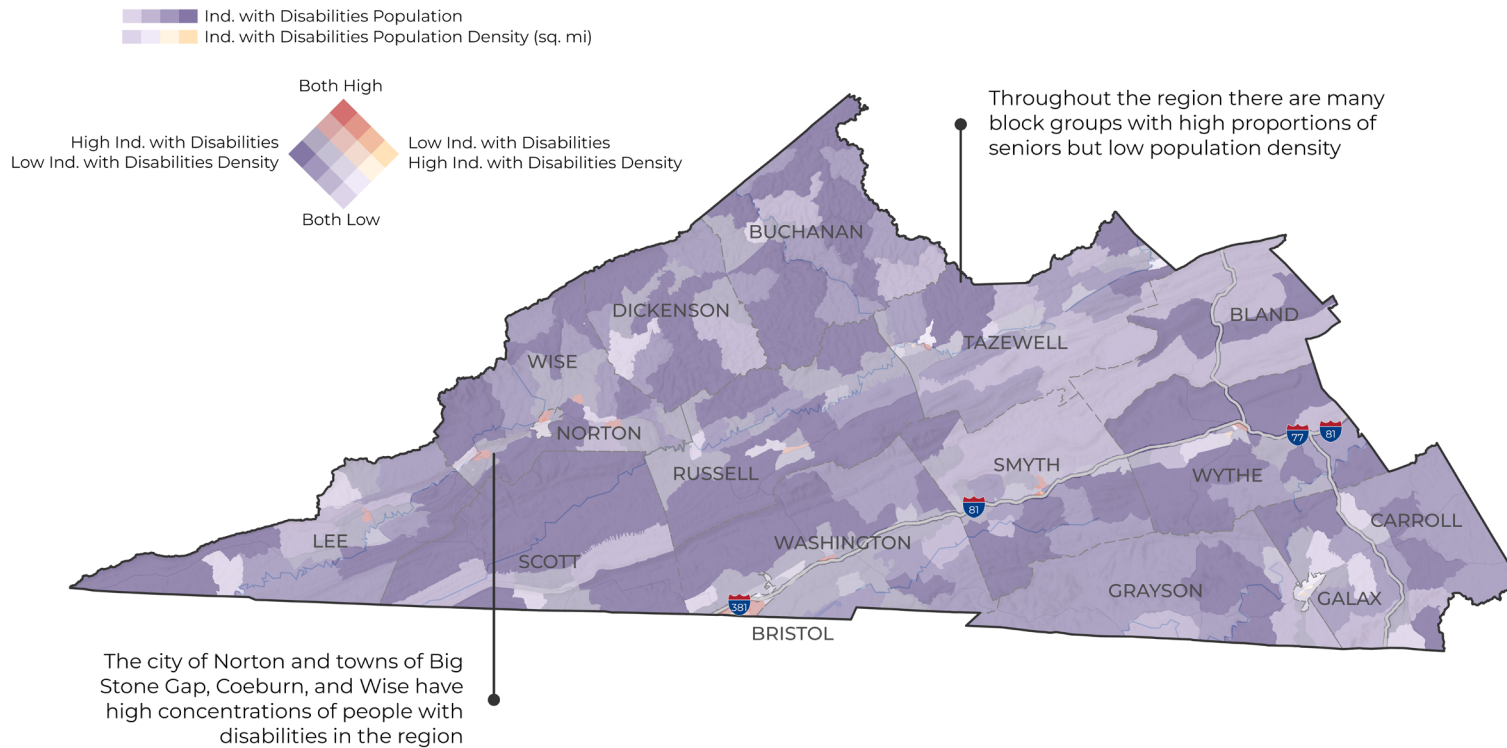 Ind. with Disabilities Population
Ind. with Disabilities Population Density (sq. mi)
Both High
High Ind. with Disabilities
Low Ind. with Disabilities Density
Low Ind. with Disabilities
High Ind. with Disabilities Density
Both Low
Throughout the region there are many
block groups with high proportions of
seniors but low population density
BUCHANAN
DICKENSON
BLAND
TAZEWELL
WISE
NORTON
RUSSELL
SMYTH
WYTHE
77
81
81
CARROLL
LEE
SCOTT
WASHINGTON
GRAYSON
GALAX
381
BRISTOL
The city of Norton and towns of Big
Stone Gap, Coeburn, and Wise have
high concentrations of people with
disabilities in the region